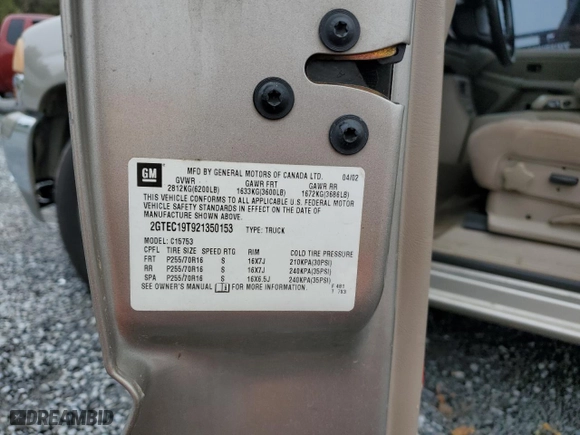 GM
MFD BY GENERAL MOTORS OF CANADA LTD. 04/02
GVWR GAWR FRT GAWR RR
2812KG(6200LB) 1633KG(3600LB) 1672KG(3686LB)
THIS VEHICLE CONFORMS TO ALL APPLICABLE U.S. FEDERAL MOTOR
VEHICLE SAFETY STANDARDS IN EFFECT ON THE DATE OF
MANUFACTURE SHOWN ABOVE.
2GTEC19T921350153 TYPE: TRUCK
MODEL: C15753
CPFL TIRE SIZE SPEED RTG RIM COLD TIRE PRESSURE
FRT P255/70R16 S 16X7J 210KPA(30PSI)
RR P255/70R16 S 16X7J 240KPA(35PSI)
SPA P255/70R16 S 16X6.5J 240KPA(35PSI)
SEE OWNER'S MANUAL FOR MORE INFORMATION.
DREAMBID